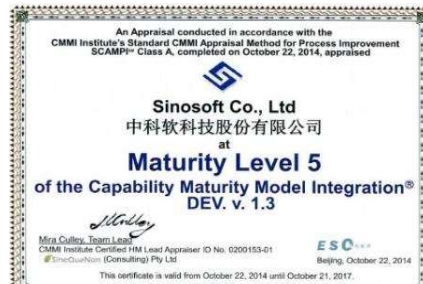 An Appraisal conducted in accordance with the
CMMI Institute's Standard CMMI Appraisal Method for Process Improvement
SCAMPI℠ Class A, completed on October 22, 2014, appraised
Sinosoft Co., Ltd
中科软科技股份有限公司
at
Maturity Level 5
of the Capability Maturity Model Integration®
DEV. v. 1.3
Mira Culley, Team Lead
CMMI Institute Certified HM Lead Appraiser ID No. 0200153-01
SineQuaNon (Consulting) Pty Ltd
ESC
Beijing, October 22, 2014
This certificate is valid from October 22, 2014 until October 21, 2017.